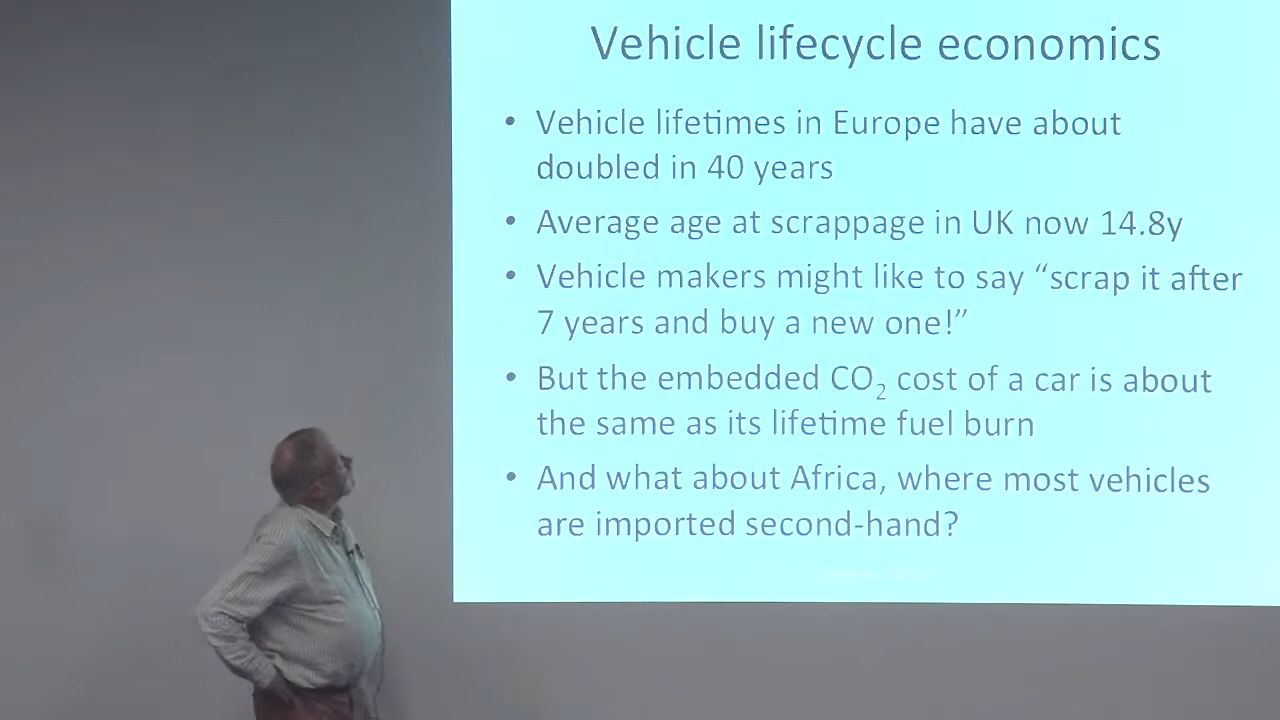 Vehicle lifecycle economics
• Vehicle lifetimes in Europe have about
doubled in 40 years
• Average age at scrappage in UK now 14.8y
• Vehicle makers might like to say “scrap it after
7 years and buy a new one!”
• But the embedded CO₂ cost of a car is about
the same as its lifetime fuel burn
• And what about Africa, where most vehicles
are imported second-hand?